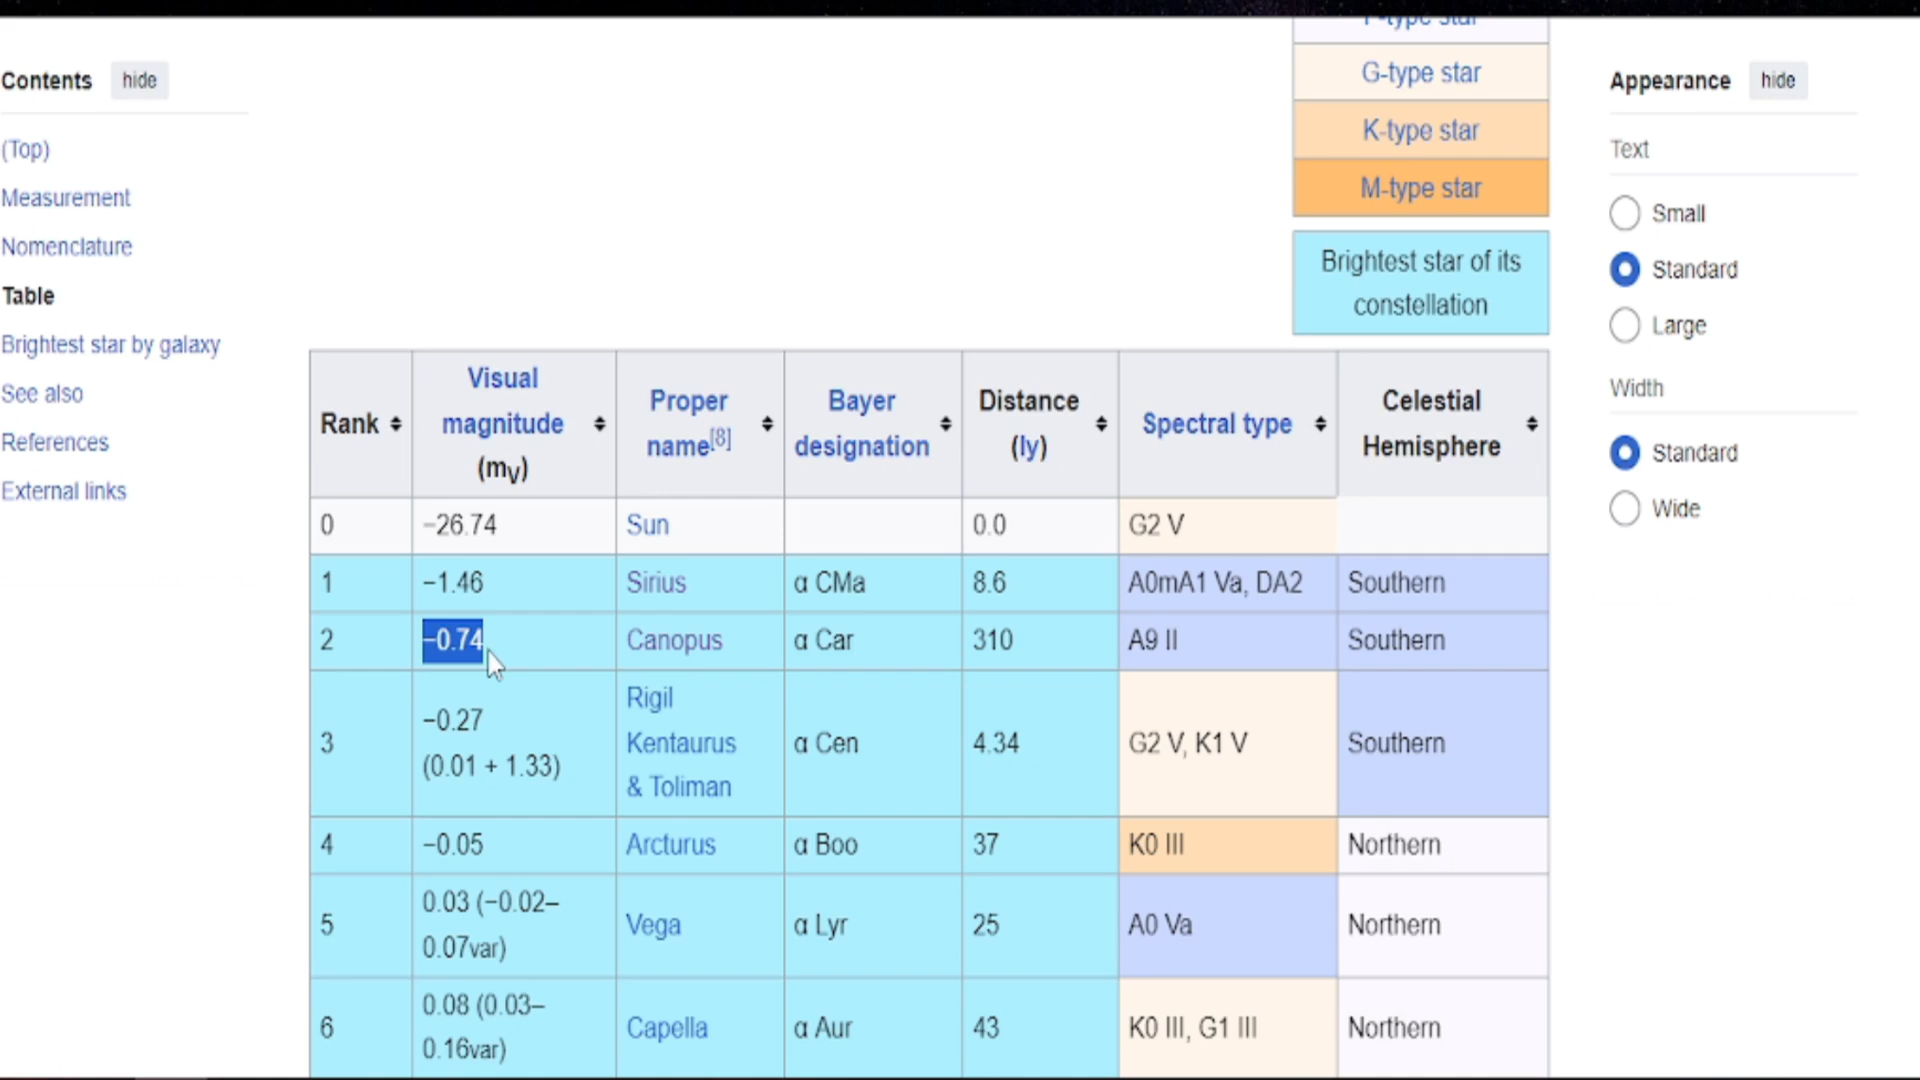 Contents hide
(Top)
Measurement
Nomenclature
Table
Brightest star by galaxy
See also
References
External links
G-type star
K-type star
M-type star
Brightest star of its
constellation
Rank
Visual
magnitude
(mV)
Proper
name[8]
Bayer
designation
Distance
(ly)
Spectral type
Celestial
Hemisphere
0 −26.74 Sun 0.0 G2 V
1 −1.46 Sirius α CMa 8.6 A0mA1 Va, DA2 Southern
2 −0.74 Canopus α Car 310 A9 II Southern
3 −0.27
(0.01 + 1.33)
Rigil
Kentaurus
& Toliman
α Cen 4.34 G2 V, K1 V Southern
4 −0.05 Arcturus α Boo 37 K0 III Northern
5 0.03 (−0.02–
0.07var)
Vega α Lyr 25 A0 Va Northern
6 0.08 (0.03–
0.16var)
Capella α Aur 43 K0 III, G1 III Northern
Appearance hide
Text
Small
Standard
Large
Width
Standard
Wide